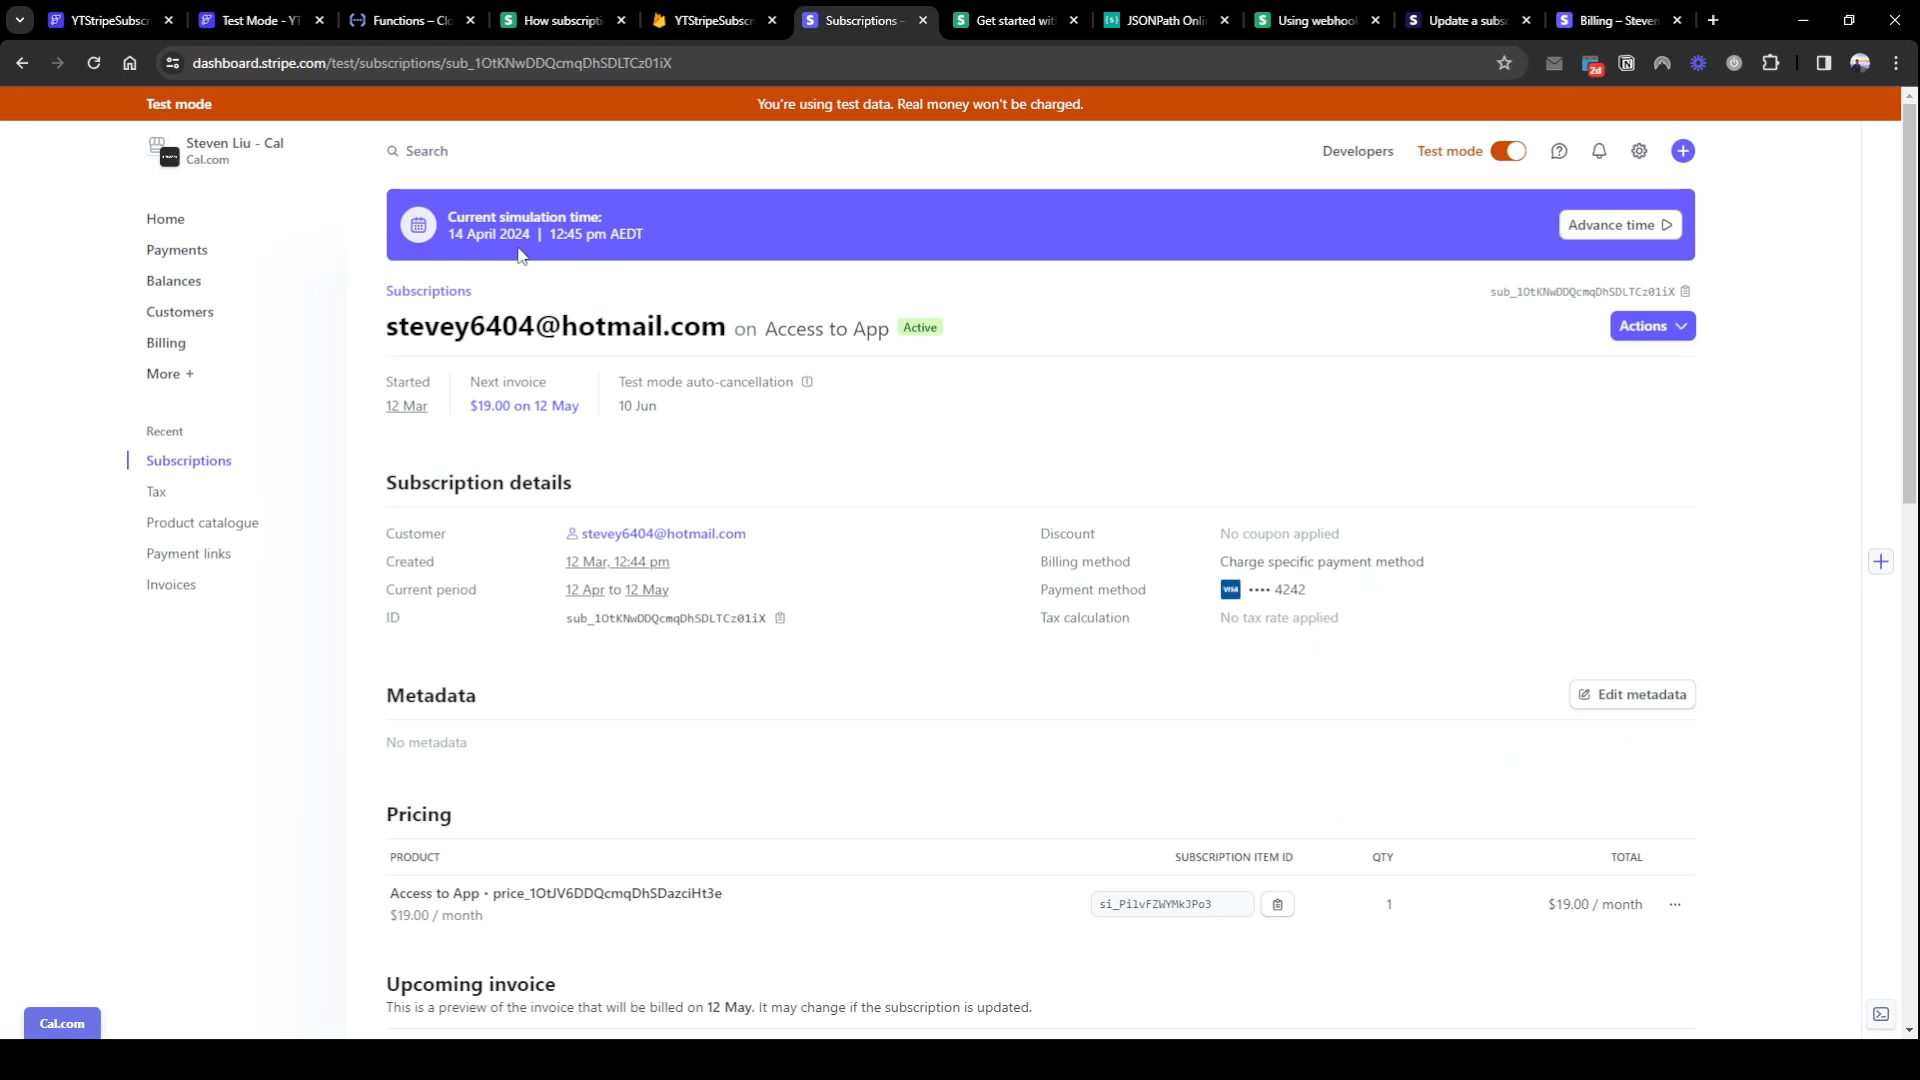 YTStripeSubsc
Test Mode - YT
Functions – Clo
How subscripti
YTStripeSubsc
Subscriptions –
Get started wit
JSONPath Onli
Using webhoo
Update a subs
Billing – Steven
dashboard.stripe.com/test/subscriptions/sub_1OtKNwDDQcmqDhSDLTCz01iX
2d
Test mode
You're using test data. Real money won't be charged.
Steven Liu - Cal
Cal.com
Search
Developers
Test mode
Home
Payments
Balances
Customers
Billing
More +
Recent
Subscriptions
Tax
Product catalogue
Payment links
Invoices
Current simulation time:
14 April 2024 | 12:45 pm AEDT
Advance time
Subscriptions
sub_1OtKNwDDQcmqDhSDLTCz01iX
stevey6404@hotmail.com on Access to App Active
Actions
Started
12 Mar
Next invoice
$19.00 on 12 May
Test mode auto-cancellation
10 Jun
Subscription details
Customer stevey6404@hotmail.com
Created 12 Mar, 12:44 pm
Current period 12 Apr to 12 May
ID sub_1OtKNwDDQcmqDhSDLTCz01iX
Discount No coupon applied
Billing method Charge specific payment method
Payment method VISA •••• 4242
Tax calculation No tax rate applied
Metadata
Edit metadata
No metadata
Pricing
PRODUCT SUBSCRIPTION ITEM ID QTY TOTAL
Access to App • price_1OtJV6DDQcmqDhSDazciHt3e
$19.00 / month
si_Pi1vFZWYMkJPo3
1
$19.00 / month
Upcoming invoice
This is a preview of the invoice that will be billed on 12 May. It may change if the subscription is updated.
Cal.com